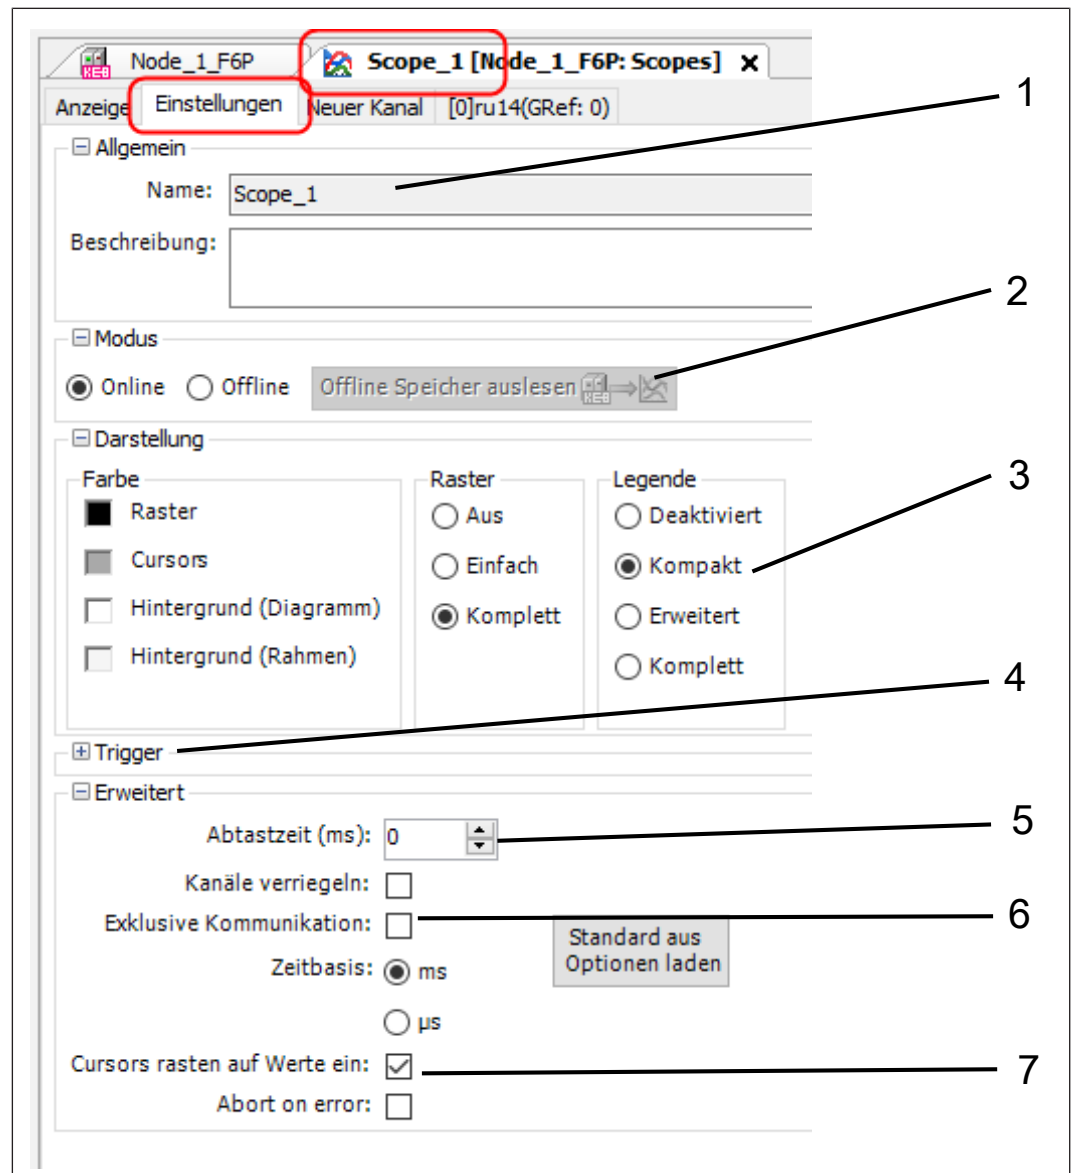 Node_1_F6P
Scope_1 [Node_1_F6P: Scopes] x
Anzeige Einstellungen Neuer Kanal [0]ru14(GRef: 0)
1
Allgemein
Name: Scope_1
Beschreibung:
2
Modus
Online Offline Offline Speicher auslesen KEB
Darstellung
3
Farbe Raster Legende
Raster Aus Deaktiviert
Cursors Einfach Kompakt
Hintergrund (Diagramm) Komplett Erweitert
Hintergrund (Rahmen) Komplett
4
Trigger
Erweitert
5
Abtastzeit (ms): 0
Kanäle verriegeln:
6
Exklusive Kommunikation:
Standard aus
Optionen laden
Zeitbasis: ms
µs
7
Cursors rasten auf Werte ein:
Abort on error: